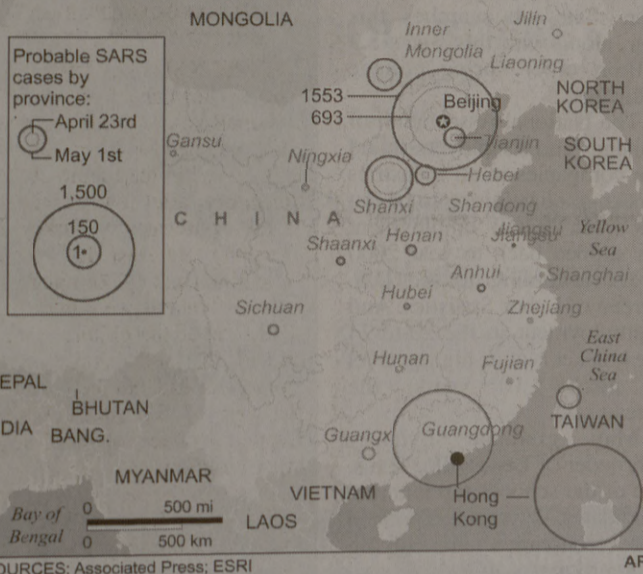 MONGOLIA
Jilin
Inner
Mongolia
Liaoning
NORTH
KOREA
SOUTH
KOREA
Probable SARS
cases by
province:
April 23rd
May 1st
1,500
150
1
1553
693
Beijing
Tianjin
Gansu
Ningxia
Hebei
Shanxi
Shandong
CHINA
Jiangsu
Yellow
Sea
Shaanxi
Henan
Anhui
Shanghai
Hubei
Sichuan
Zhejiang
East
China
Sea
Hunan
Fujian
EPAL
BHUTAN
DIA
BANG.
TAIWAN
Guangx
Guangdong
MYANMAR
VIETNAM
Hong
Kong
LAOS
Bay of
Bengal
0 500 mi
0 500 km
OURCES: Associated Press; ESRI
AP